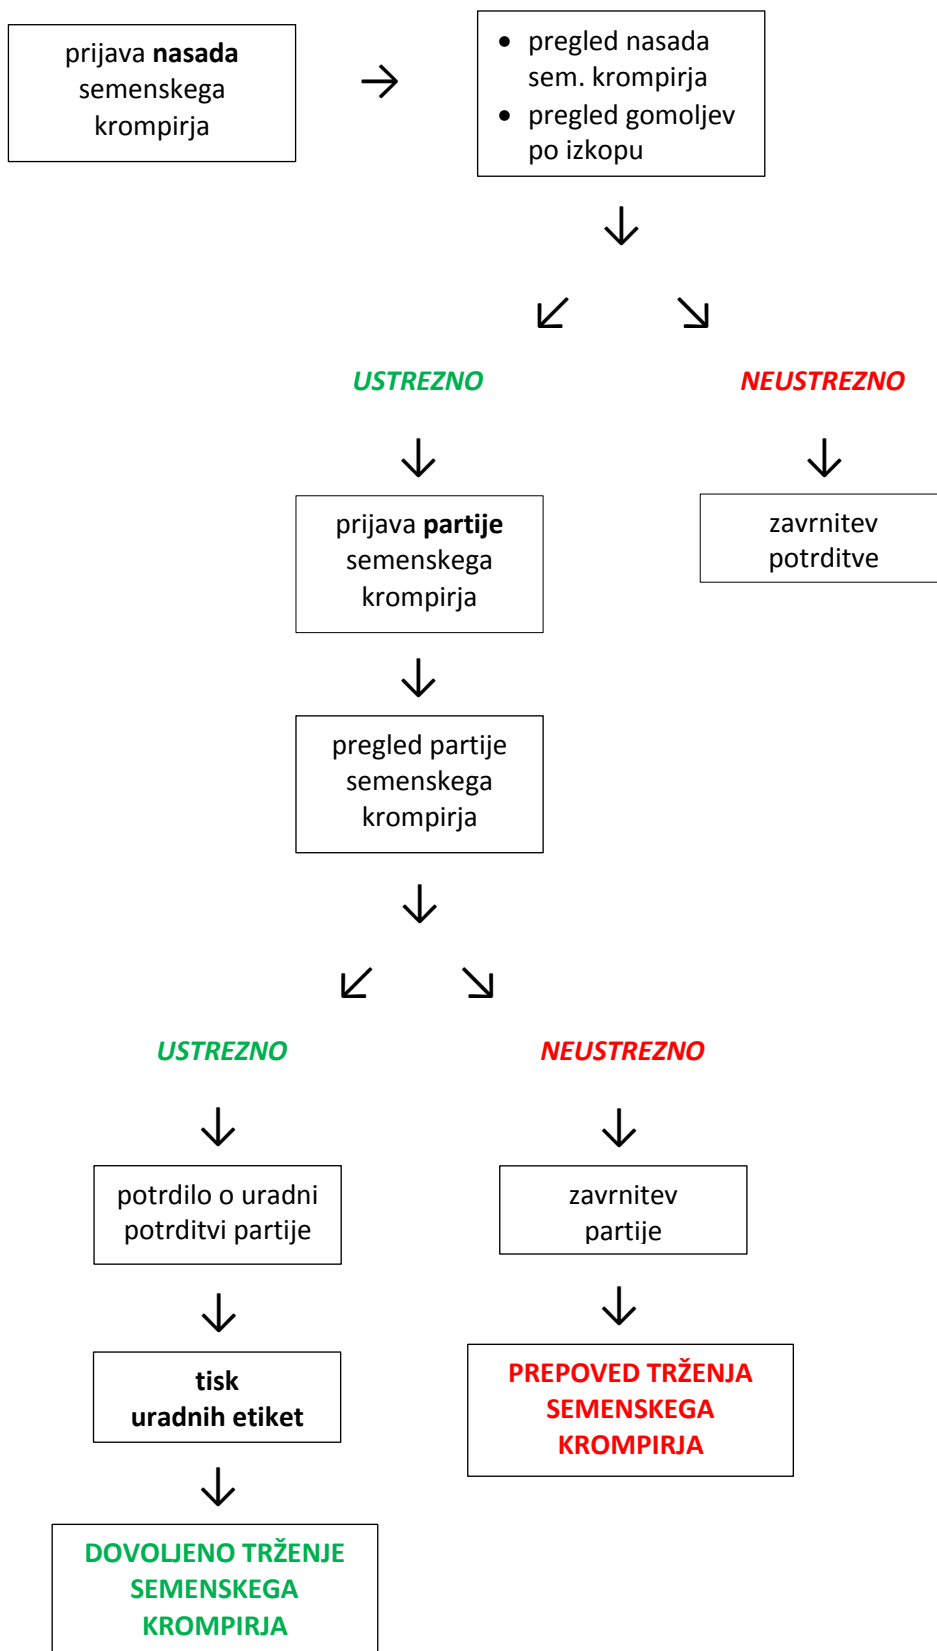 prijava nasada
semenskega
krompirja
• pregled nasada
sem. krompirja
• pregled gomoljev
po izkopu
USTREZNO
NEUSTREZNO
prijava partije
semenskega
krompirja
zavrnitev
potrditve
pregled partije
semenskega
krompirja
USTREZNO
NEUSTREZNO
potrdilo o uradni
potrditvi partije
zavrnitev
partije
tisk
uradnih etiket
PREPOVED TRŽENJA
SEMENSKEGA
KROMPIRJA
DOVOLJENO TRŽENJE
SEMENSKEGA
KROMPIRJA